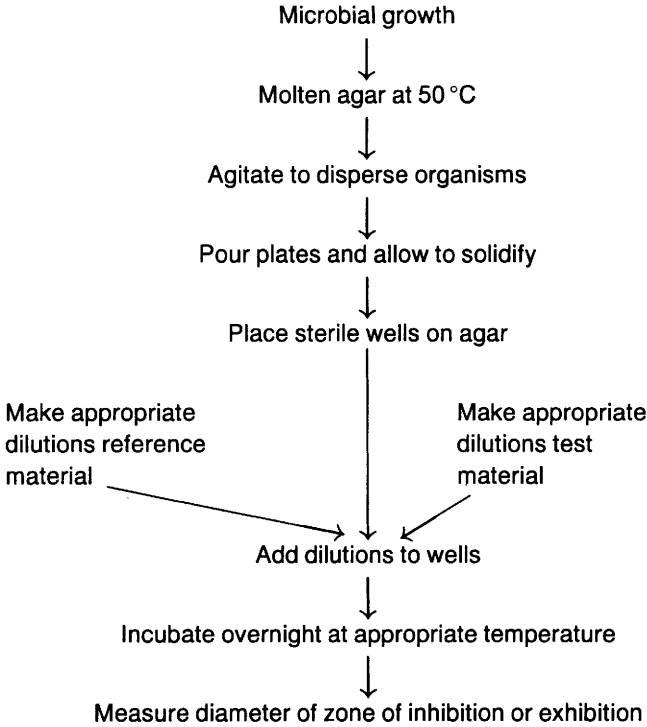 Microbial growth
Molten agar at 50 °C
Agitate to disperse organisms
Pour plates and allow to solidify
Place sterile wells on agar
Make appropriate
dilutions reference
material
Make appropriate
dilutions test
material
Add dilutions to wells
Incubate overnight at appropriate temperature
Measure diameter of zone of inhibition or exhibition